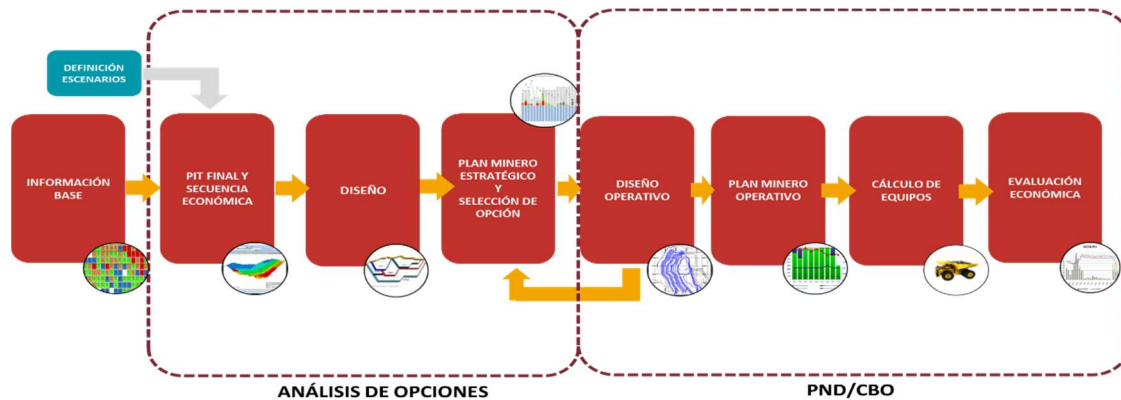 DEFINICIÓN
ESCENARIOS
INFORMACIÓN
BASE
PIT FINAL Y
SECUENCIA
ECONÓMICA
DISEÑO
PLAN MINERO
ESTRATÉGICO
Y
SELECCIÓN DE
OPCIÓN
DISEÑO
OPERATIVO
PLAN MINERO
OPERATIVO
CÁLCULO DE
EQUIPOS
EVALUACIÓN
ECONÓMICA
ANÁLISIS DE OPCIONES
PND/CBO